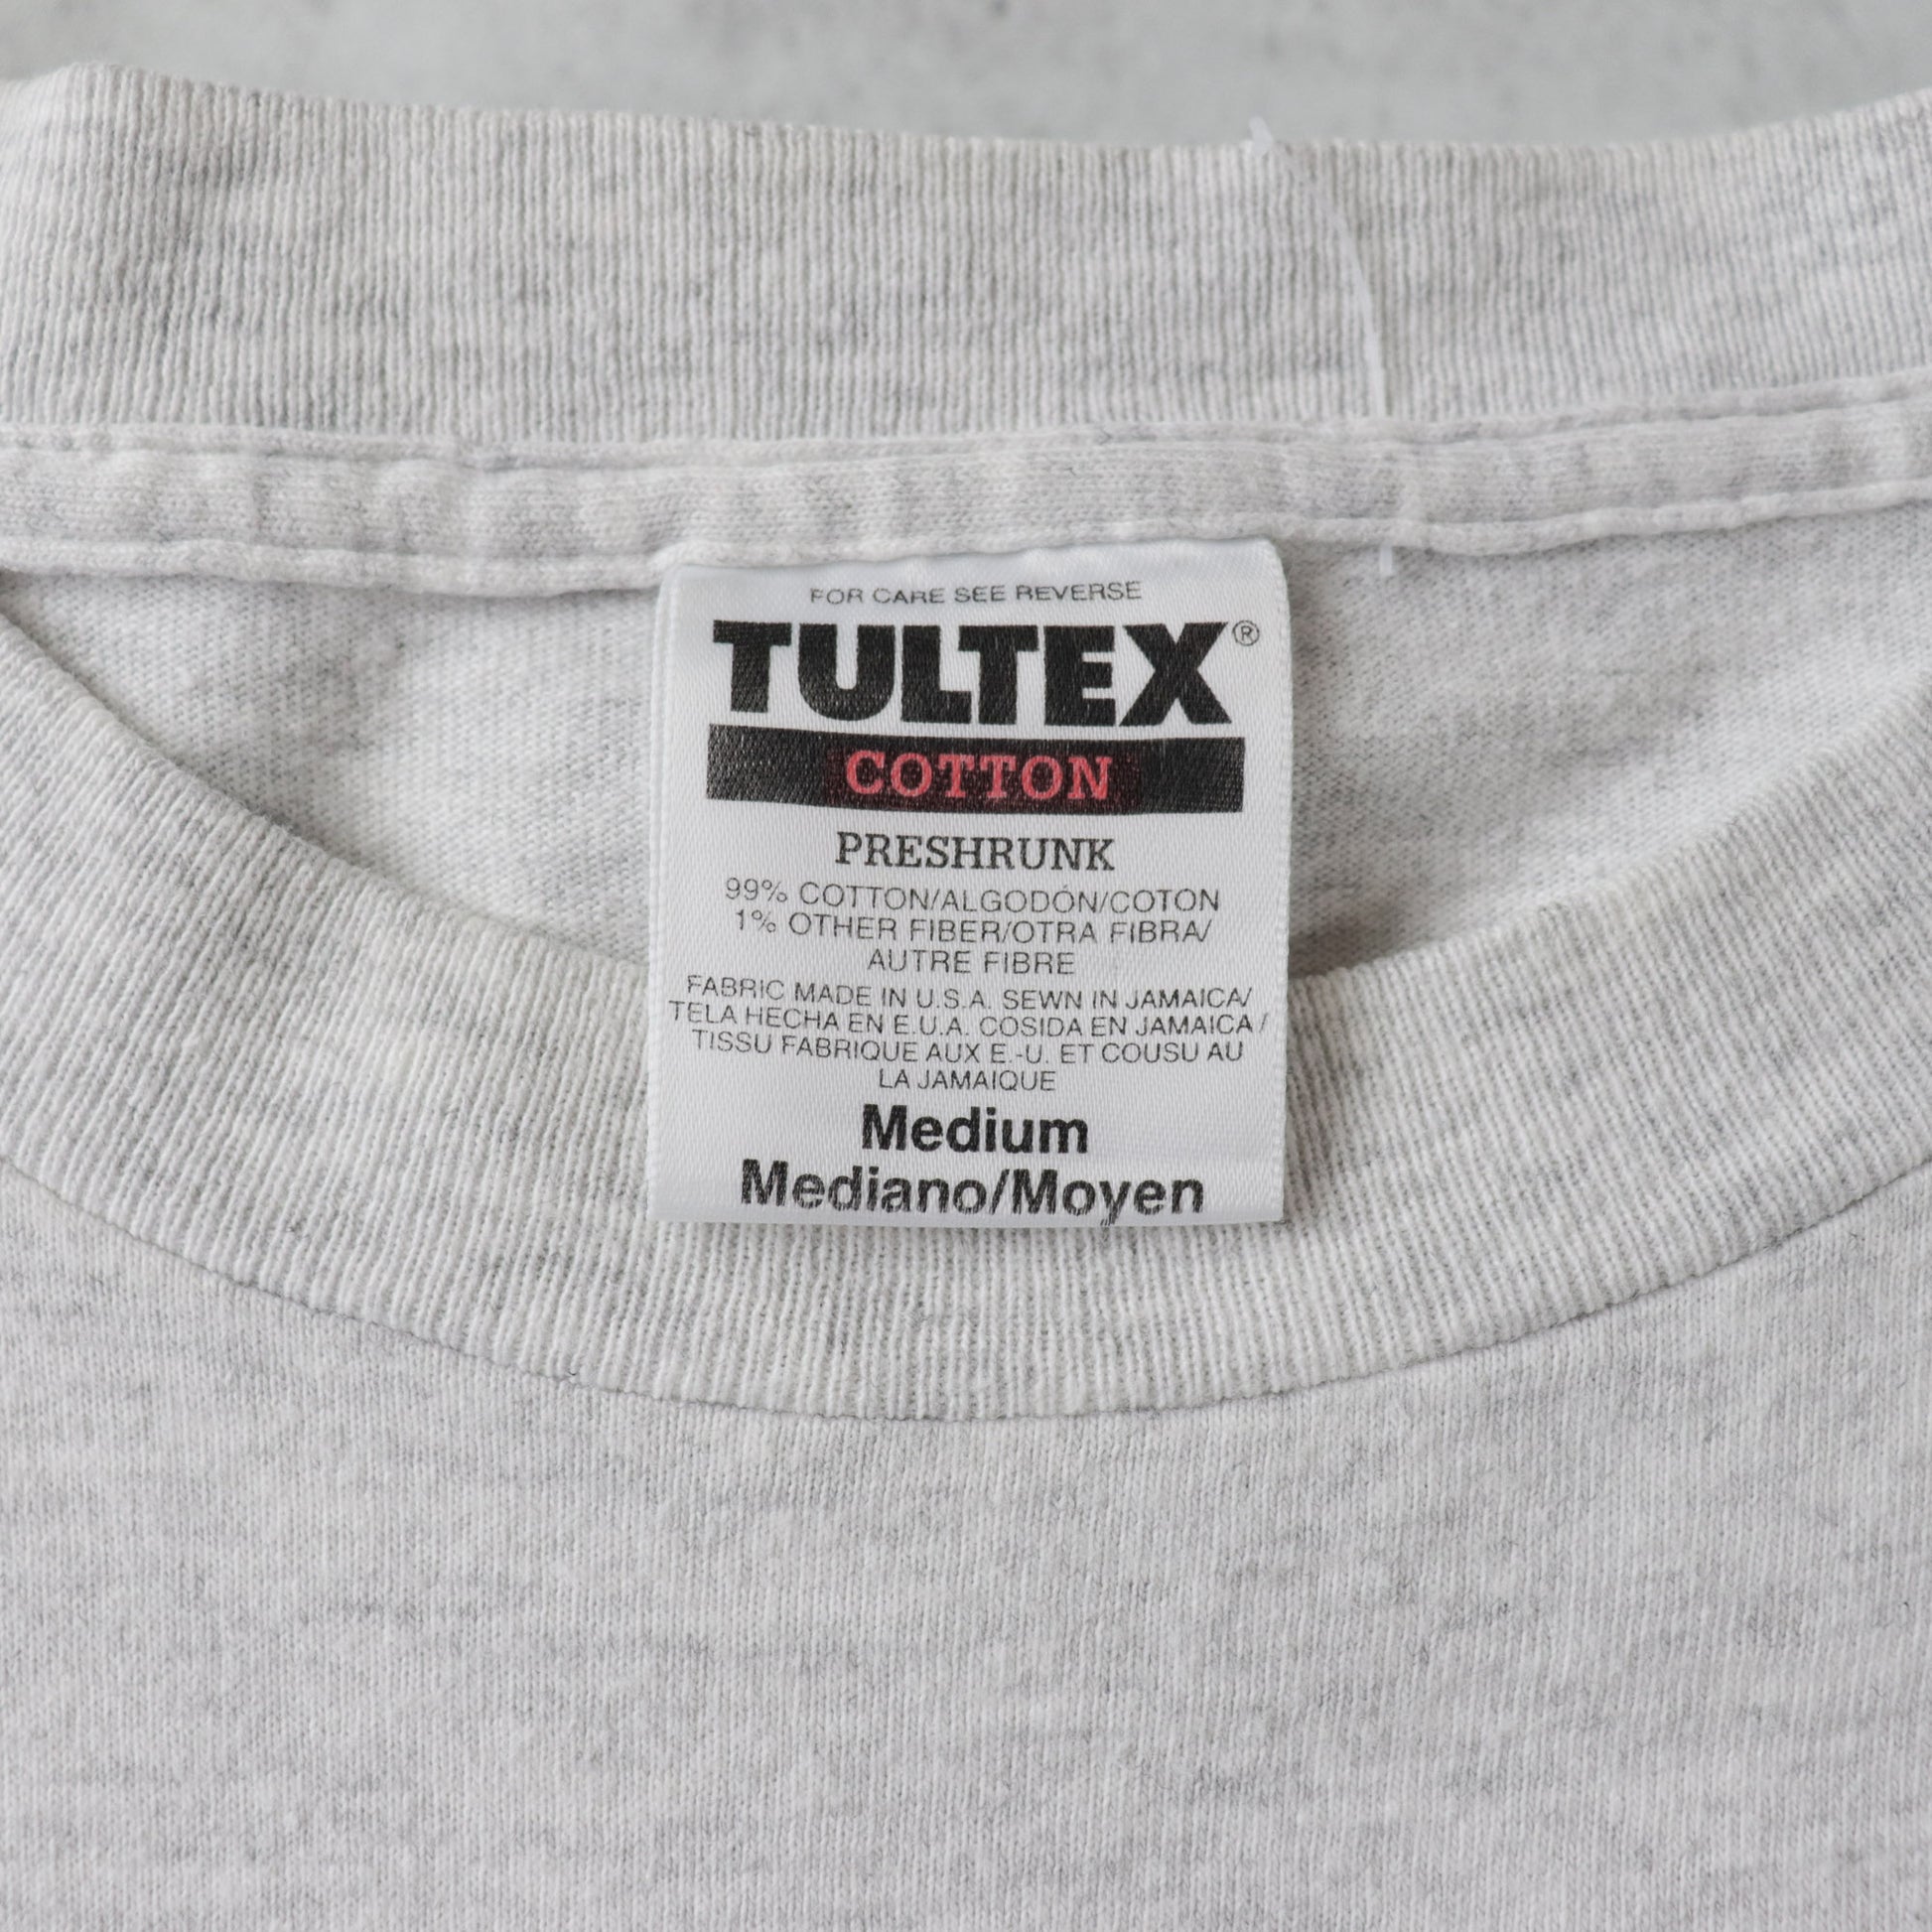 FOR CARE SEE REVERSE
TULTEX®
COTTON
PRESHRUNK
99% COTTON/ALGODÓN/COTON
1% OTHER FIBER/OTRA FIBRA/
AUTRE FIBRE
FABRIC MADE IN U.S.A. SEWN IN JAMAICA/
TELA HECHA EN E.U.A. COSIDA EN JAMAICA /
TISSU FABRIQUE AUX E.-U. ET COUSU AU
LA JAMAIQUE
Medium
Mediano/Moyen